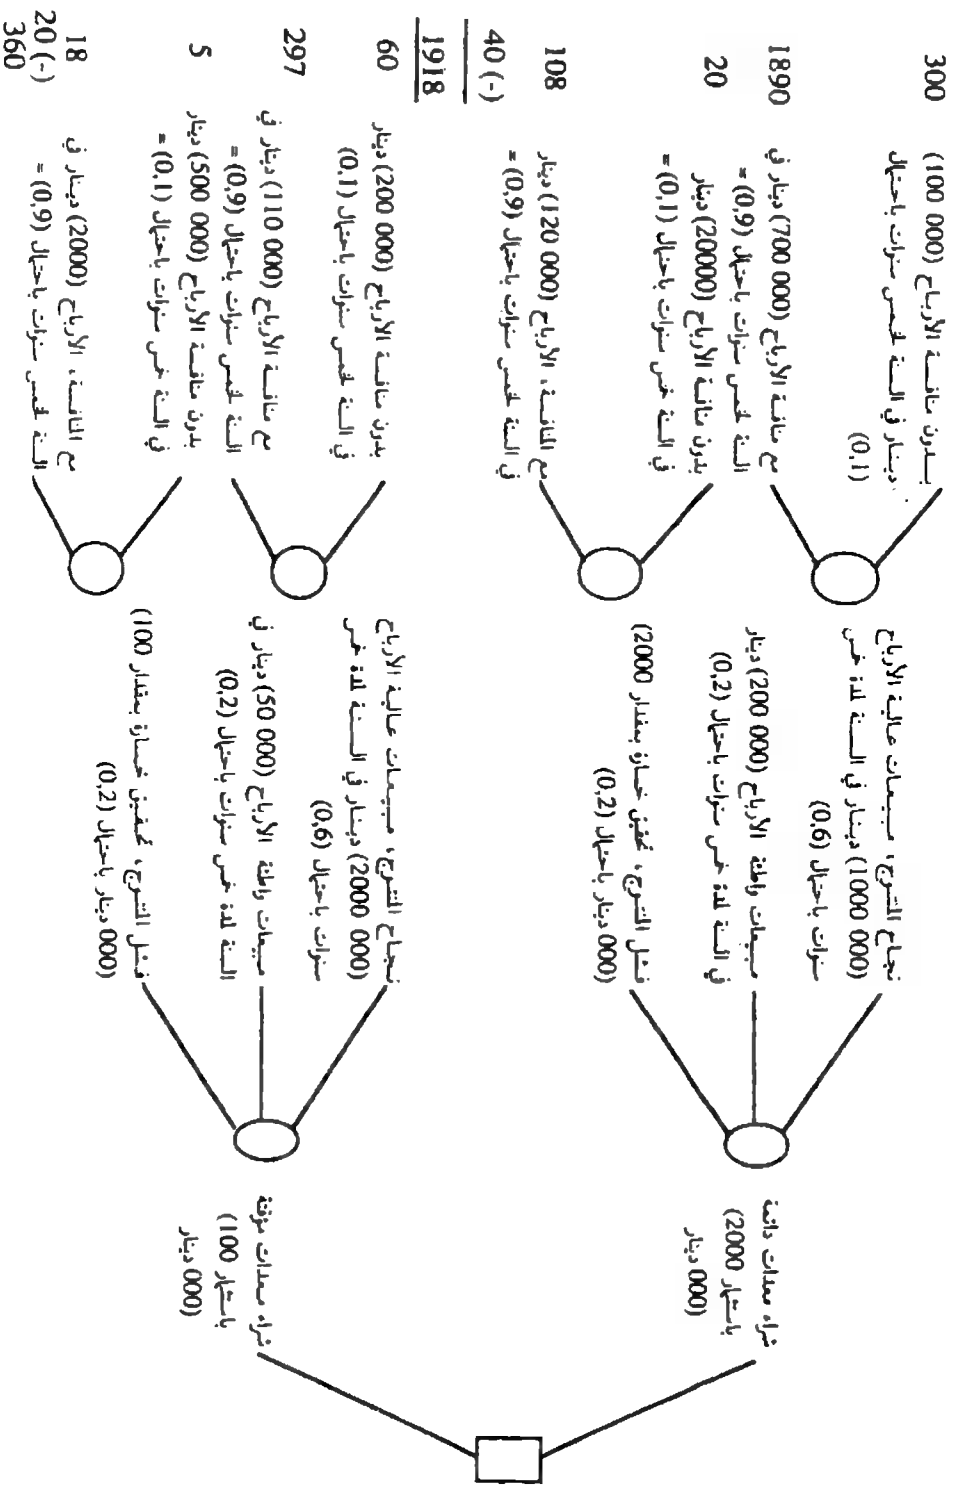 شراء معدات دائمة
باستثمار 2000)
(000 دينار
شراء معدات مؤقتة
باستثمار 100)
(000 دينار
نجاح المنتوج، مبيعات عالية الأرباح
(1000 000) دينار في السنة لمدة خمس
سنوات باحتمال (0,6)
مبيعات واطئة الأرباح (200 000) دينار
في السنة لمدة خمس سنوات باحتمال (0,2)
فشل المنتوج، تحقيق خسارة بمقدار 2000)
(000 دينار باحتمال (0,2)
نجاح المنتوج، مبيعات عالية الأرباح
(2000 000) دينار في السنة لمدة خمس
سنوات باحتمال (0,6)
مبيعات واطئة الأرباح (50 000) دينار في
السنة لمدة خمس سنوات باحتمال (0,2)
فشل المنتوج، تحقيق خسارة بمقدار 100)
(000 دينار باحتمال (0,2)
بدون منافسة الأرباح (100 000)
دينار في السنة لخمس سنوات باحتمال
(0,1)
300
مع منافسة الأرباح (700 000) دينار في
السنة لخمس سنوات باحتمال (0,9) =
1890
بدون منافسة الأرباح (20000) دينار
في السنة خمس سنوات باحتمال (0,1) =
20
مع المنافسة، الأرباح (120 000) دينار
في السنة لخمس سنوات باحتمال (0,9) =
108
40 (-)
1918
بدون منافسة الأرباح (200 000) دينار
في السنة لخمس سنوات باحتمال (0,1)
60
مع منافسة الأرباح (110 000) دينار في
السنة لخمس سنوات باحتمال (0,9) =
297
بدون منافسة الأرباح (500 000) دينار
في السنة خمس سنوات باحتمال (0,1) =
5
مع المنافسة، الأرباح (2000) دينار في
السنة لخمس سنوات باحتمال (0,9) =
18
20 (-)
360